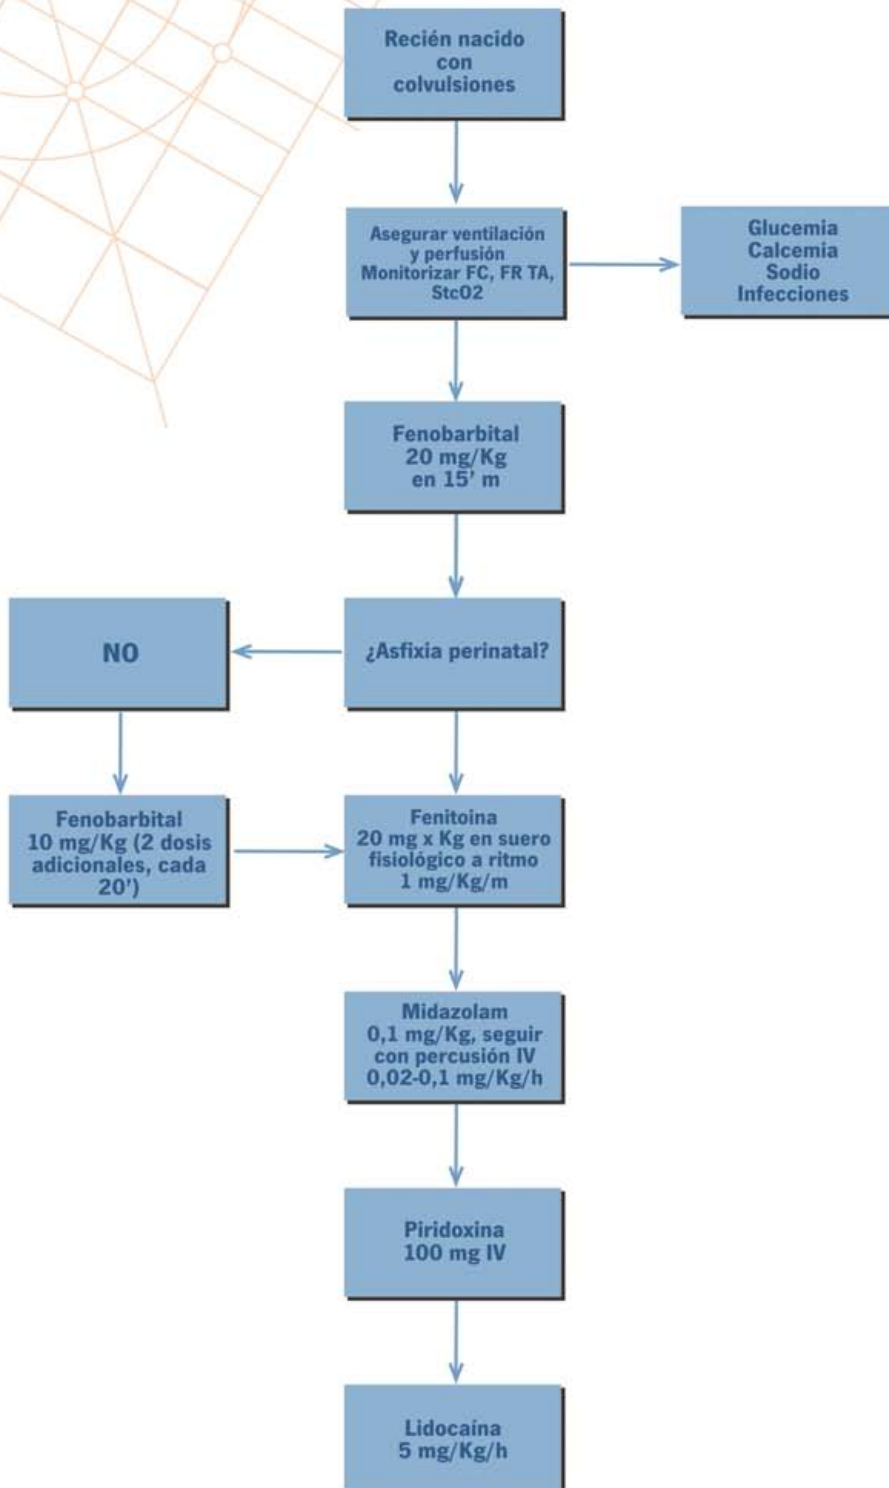 Recién nacido
con
colvulsiones
Asegurar ventilación
y perfusión
Monitorizar FC, FR TA,
StcO2
Glucemia
Calcemia
Sodio
Infecciones
Fenobarbital
20 mg/Kg
en 15' m
NO
¿Asfixia perinatal?
Fenobarbital
10 mg/Kg (2 dosis
adicionales, cada
20')
Fenitoina
20 mg x Kg en suero
fisiológico a ritmo
1 mg/Kg/m
Midazolam
0,1 mg/Kg, seguir
con percusión IV
0,02-0,1 mg/Kg/h
Piridoxina
100 mg IV
Lidocaína
5 mg/Kg/h